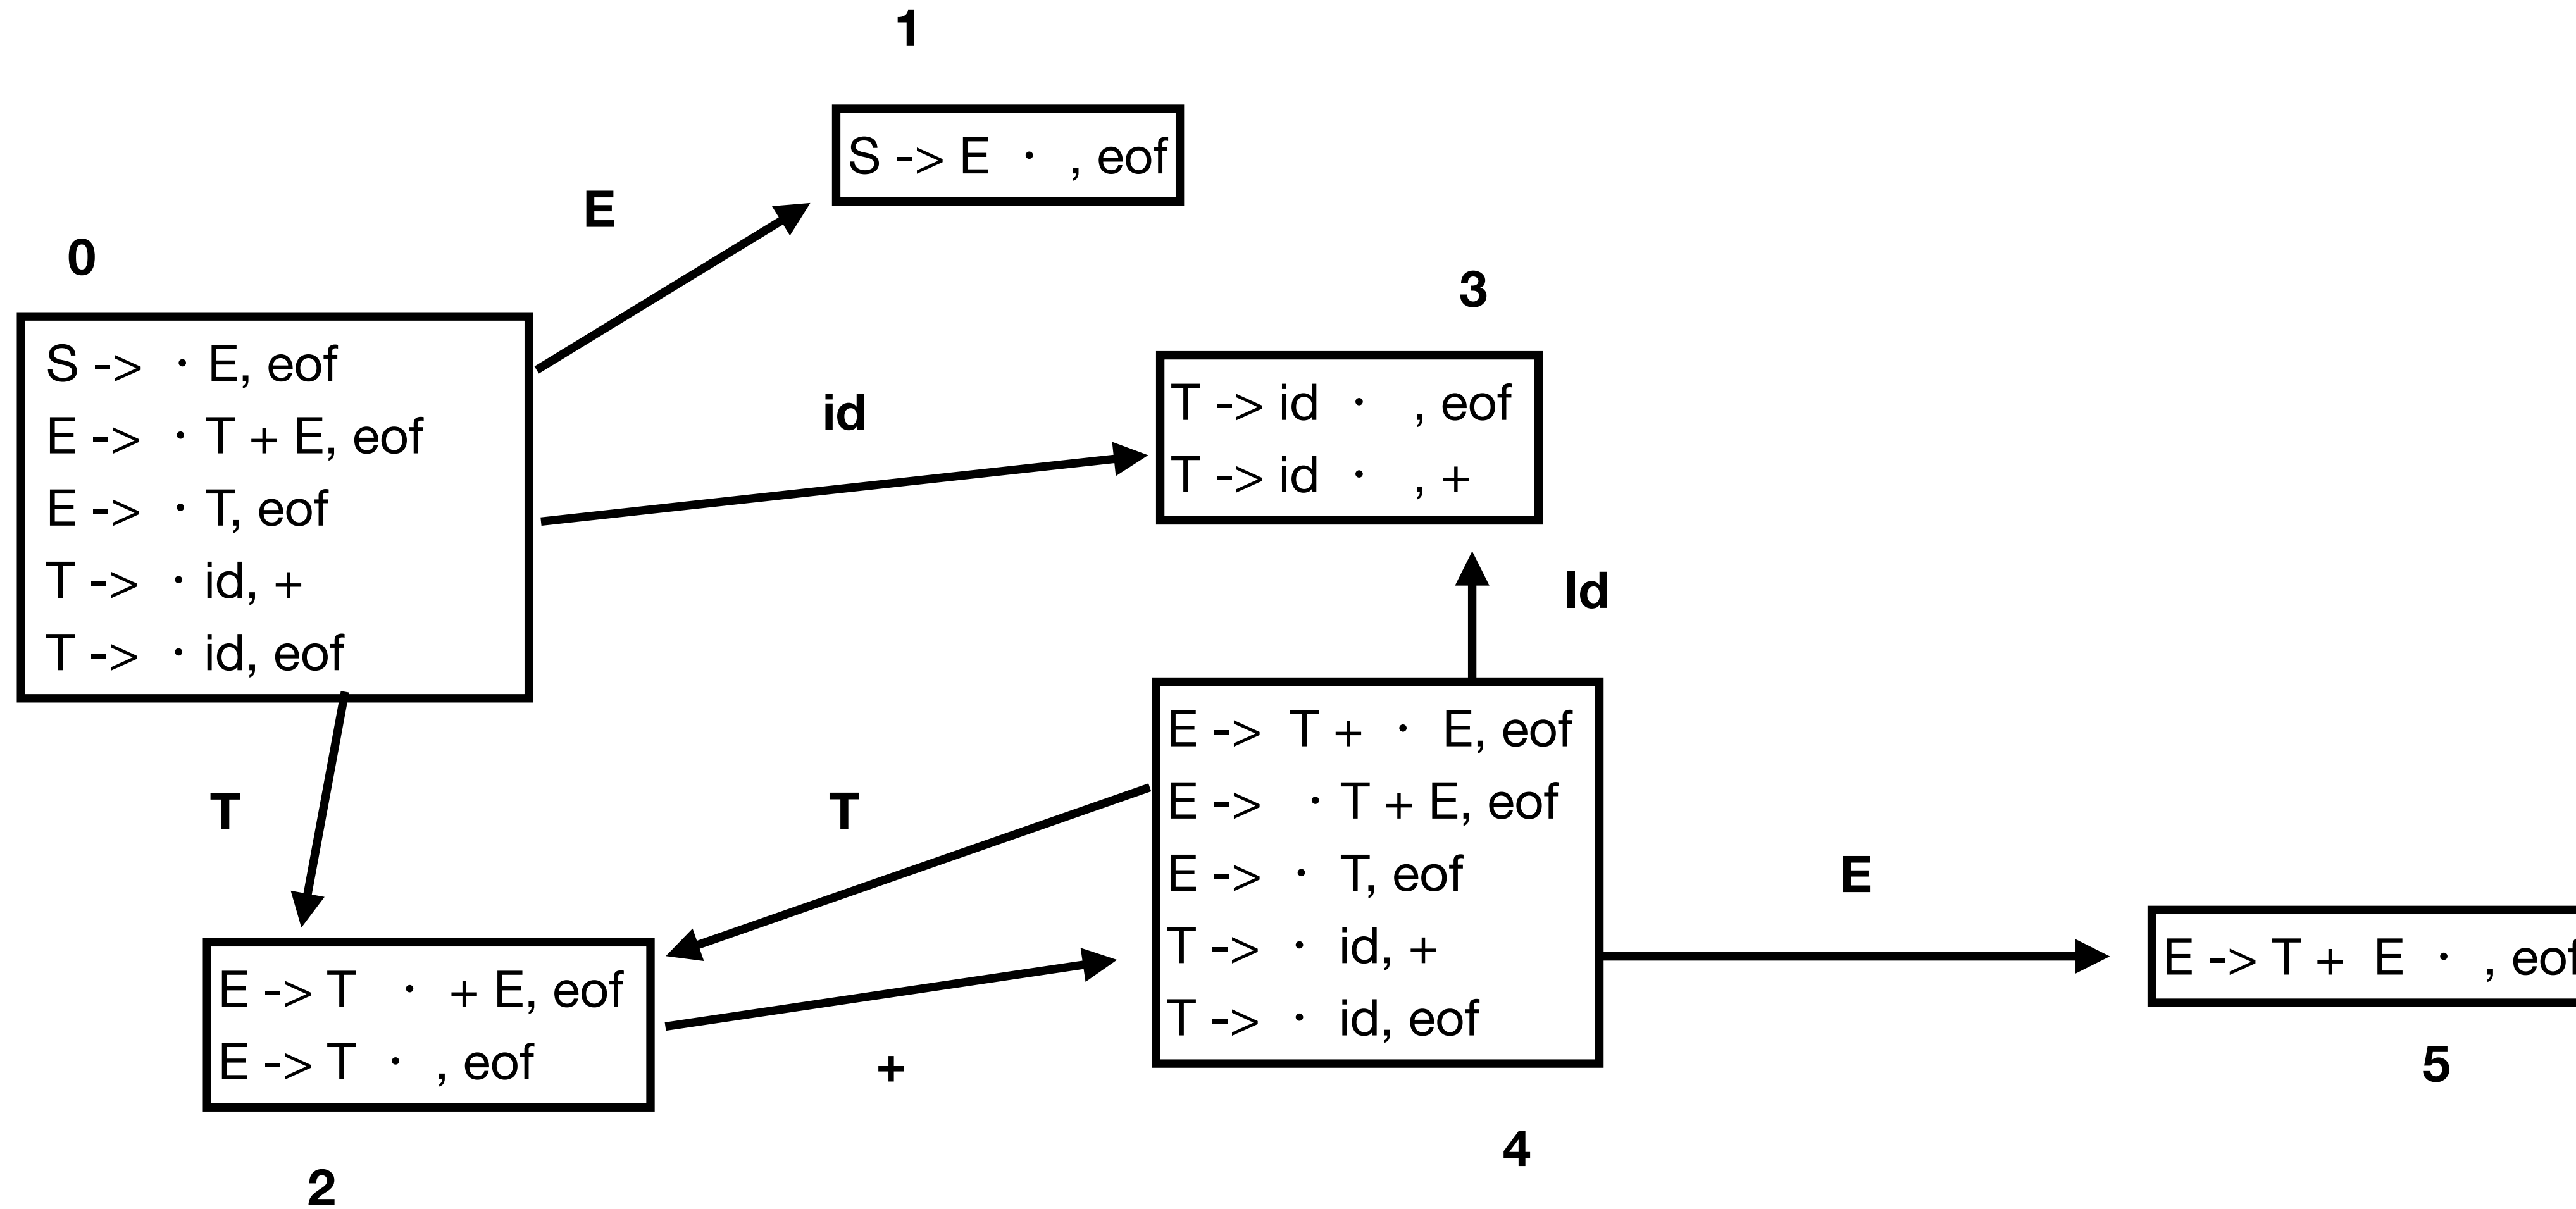 1
S -> E · , eof
E
0
3
S -> · E, eof
E -> · T + E, eof
E -> · T, eof
T -> · id, +
T -> · id, eof
id
T -> id · , eof
T -> id · , +
Id
E -> T + · E, eof
E -> · T + E, eof
E -> · T, eof
T -> · id, +
T -> · id, eof
T
T
E
E -> T · + E, eof
E -> T · , eof
+
E -> T + E · , eof
5
4
2